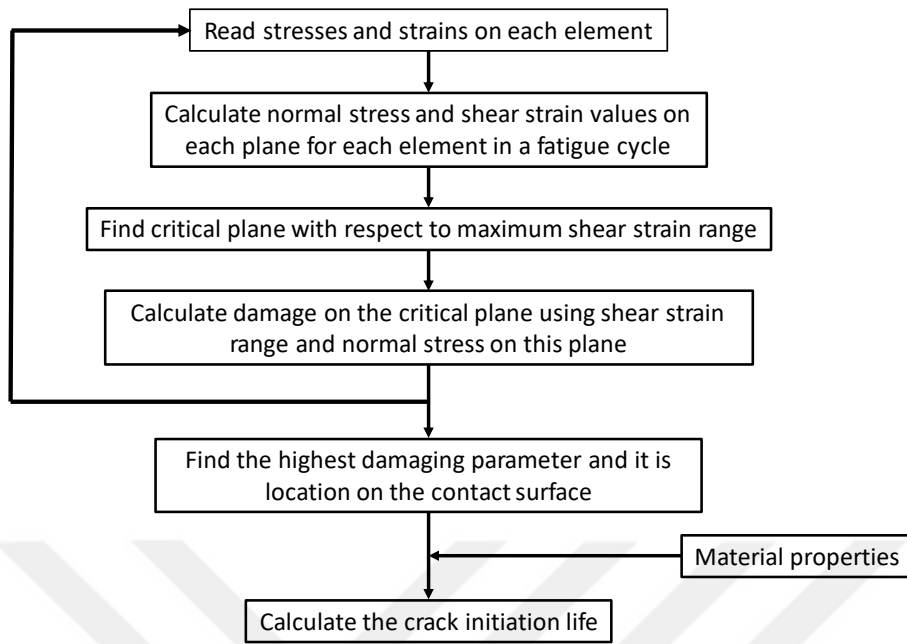 Read stresses and strains on each element
Calculate normal stress and shear strain values on
each plane for each element in a fatigue cycle
Find critical plane with respect to maximum shear strain range
Calculate damage on the critical plane using shear strain
range and normal stress on this plane
Find the highest damaging parameter and it is
location on the contact surface
Material properties
Calculate the crack initiation life